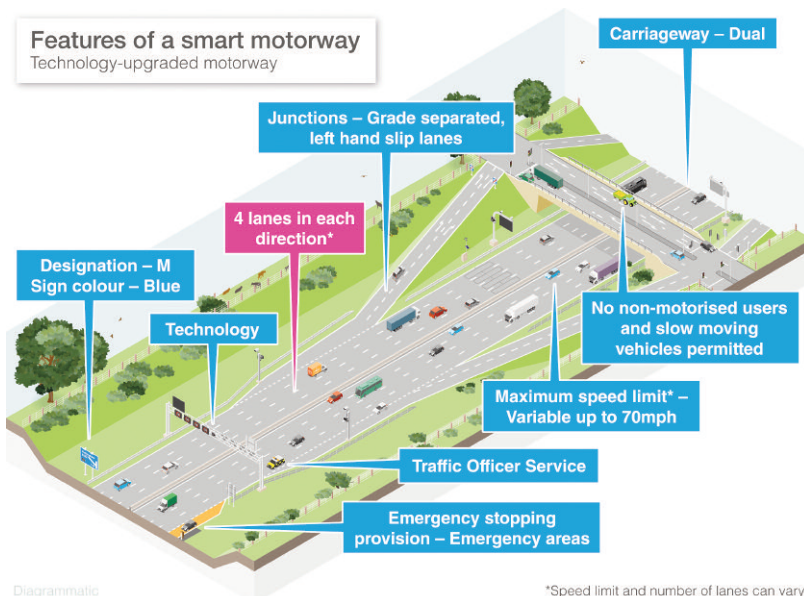 Features of a smart motorway
Technology-upgraded motorway
Carriageway – Dual
Junctions – Grade separated,
left hand slip lanes
4 lanes in each
direction*
Designation – M
Sign colour – Blue
Technology
No non-motorised users
and slow moving
vehicles permitted
Maximum speed limit* –
Variable up to 70mph
Traffic Officer Service
Emergency stopping
provision – Emergency areas
Diagrammatic
*Speed limit and number of lanes can vary